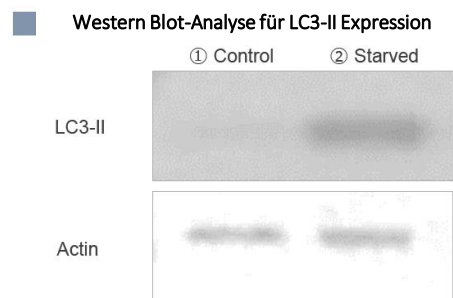 Western Blot-Analyse für LC3-II Expression
① Control ② Starved
LC3-II
Actin